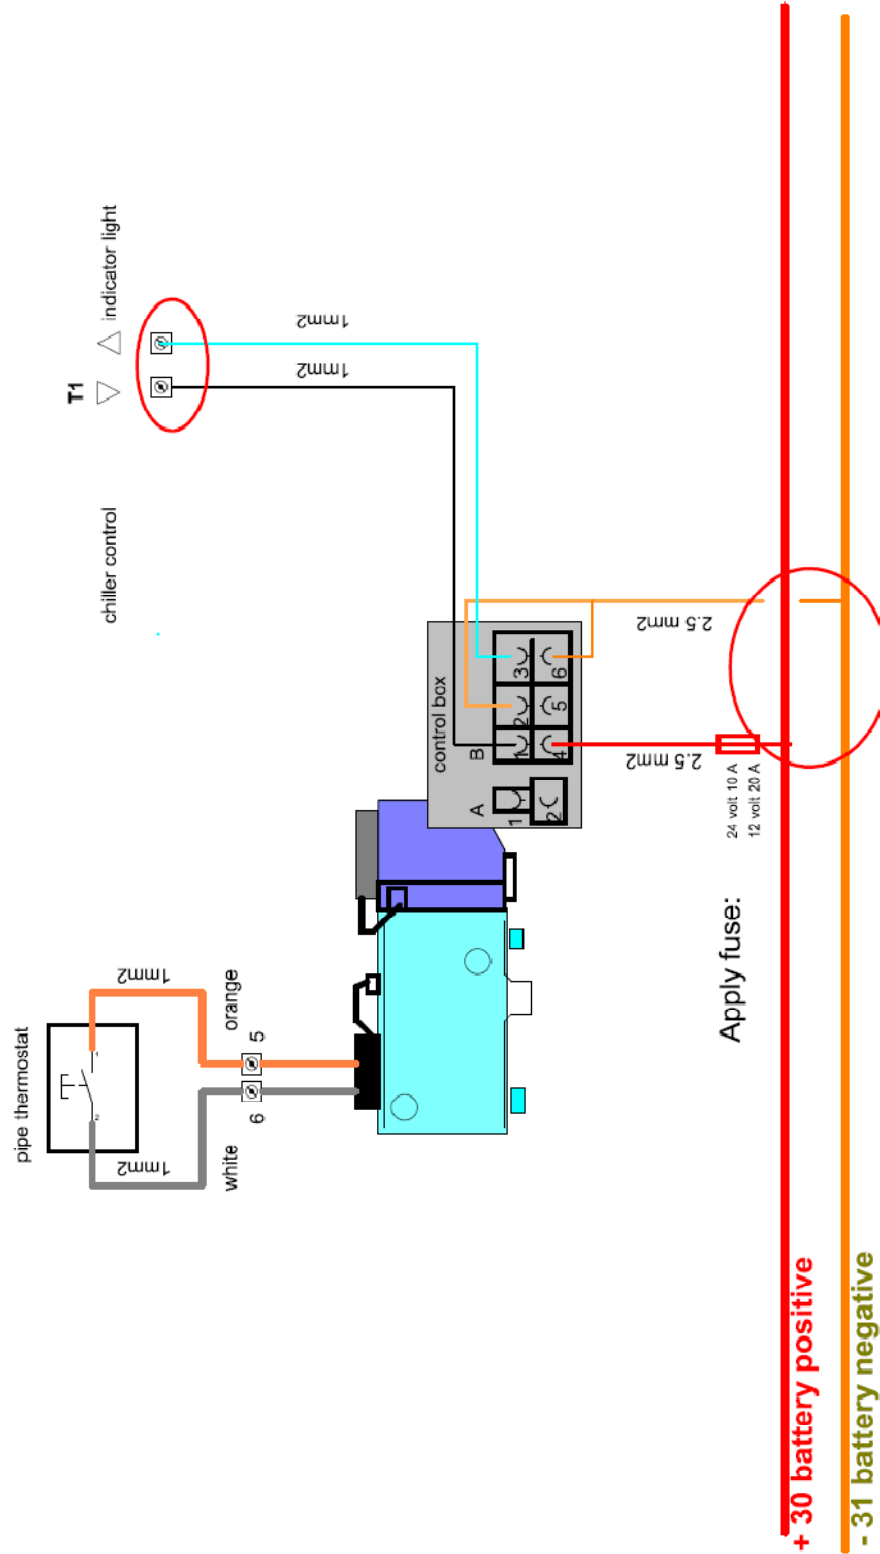 pipe thermostat
1mm2
1mm2
1
2
white
orange
6
5
chiller control
T1
indicator light
1mm2
1mm2
control box
A
B
1
2
1
2
3
4
5
6
2.5 mm2
2.5 mm2
Apply fuse:
24 volt 10 A
12 volt 20 A
+ 30 battery positive
- 31 battery negative